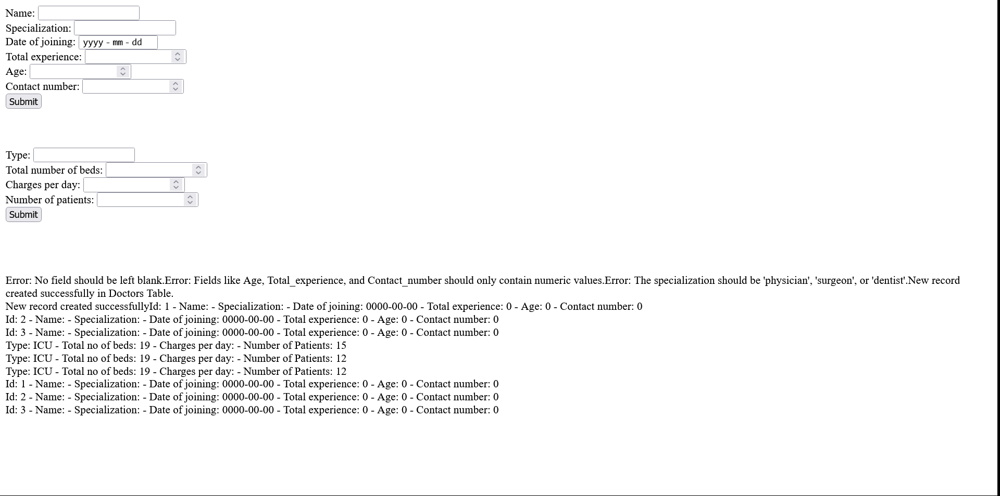 Name:
Specialization:
Date of joining: yyyy - mm - dd
Total experience:
Age:
Contact number:
Submit
Type:
Total number of beds:
Charges per day:
Number of patients:
Submit
Error: No field should be left blank.Error: Fields like Age, Total_experience, and Contact_number should only contain numeric values.Error: The specialization should be 'physician', 'surgeon', or 'dentist'.New record
created successfully in Doctors Table.
New record created successfullyId: 1 - Name: - Specialization: - Date of joining: 0000-00-00 - Total experience: 0 - Age: 0 - Contact number: 0
Id: 2 - Name: - Specialization: - Date of joining: 0000-00-00 - Total experience: 0 - Age: 0 - Contact number: 0
Id: 3 - Name: - Specialization: - Date of joining: 0000-00-00 - Total experience: 0 - Age: 0 - Contact number: 0
Type: ICU - Total no of beds: 19 - Charges per day: - Number of Patients: 15
Type: ICU - Total no of beds: 19 - Charges per day: - Number of Patients: 12
Type: ICU - Total no of beds: 19 - Charges per day: - Number of Patients: 12
Id: 1 - Name: - Specialization: - Date of joining: 0000-00-00 - Total experience: 0 - Age: 0 - Contact number: 0
Id: 2 - Name: - Specialization: - Date of joining: 0000-00-00 - Total experience: 0 - Age: 0 - Contact number: 0
Id: 3 - Name: - Specialization: - Date of joining: 0000-00-00 - Total experience: 0 - Age: 0 - Contact number: 0